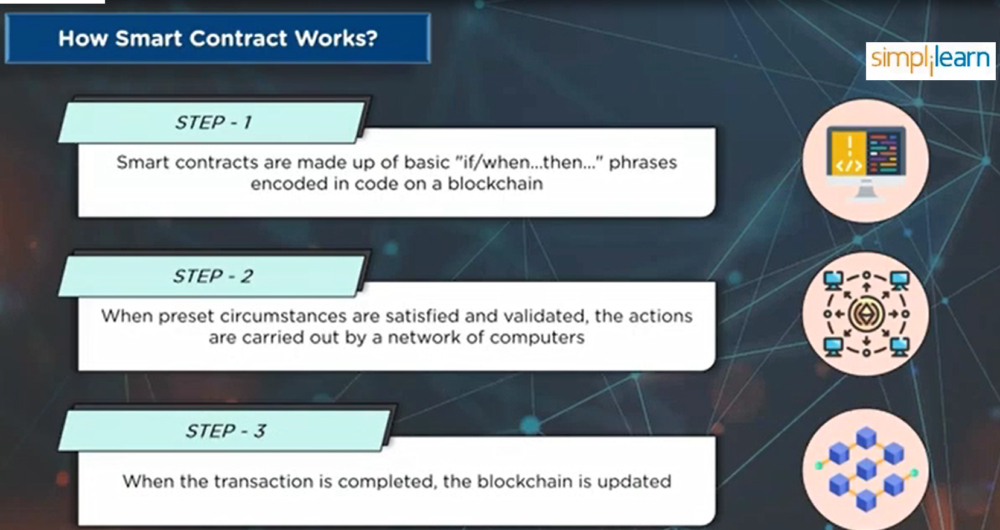 How Smart Contract Works?
simplilearn
STEP - 1
Smart contracts are made up of basic "if/when...then..." phrases
encoded in code on a blockchain
STEP - 2
When preset circumstances are satisfied and validated, the actions
are carried out by a network of computers
STEP - 3
When the transaction is completed, the blockchain is updated